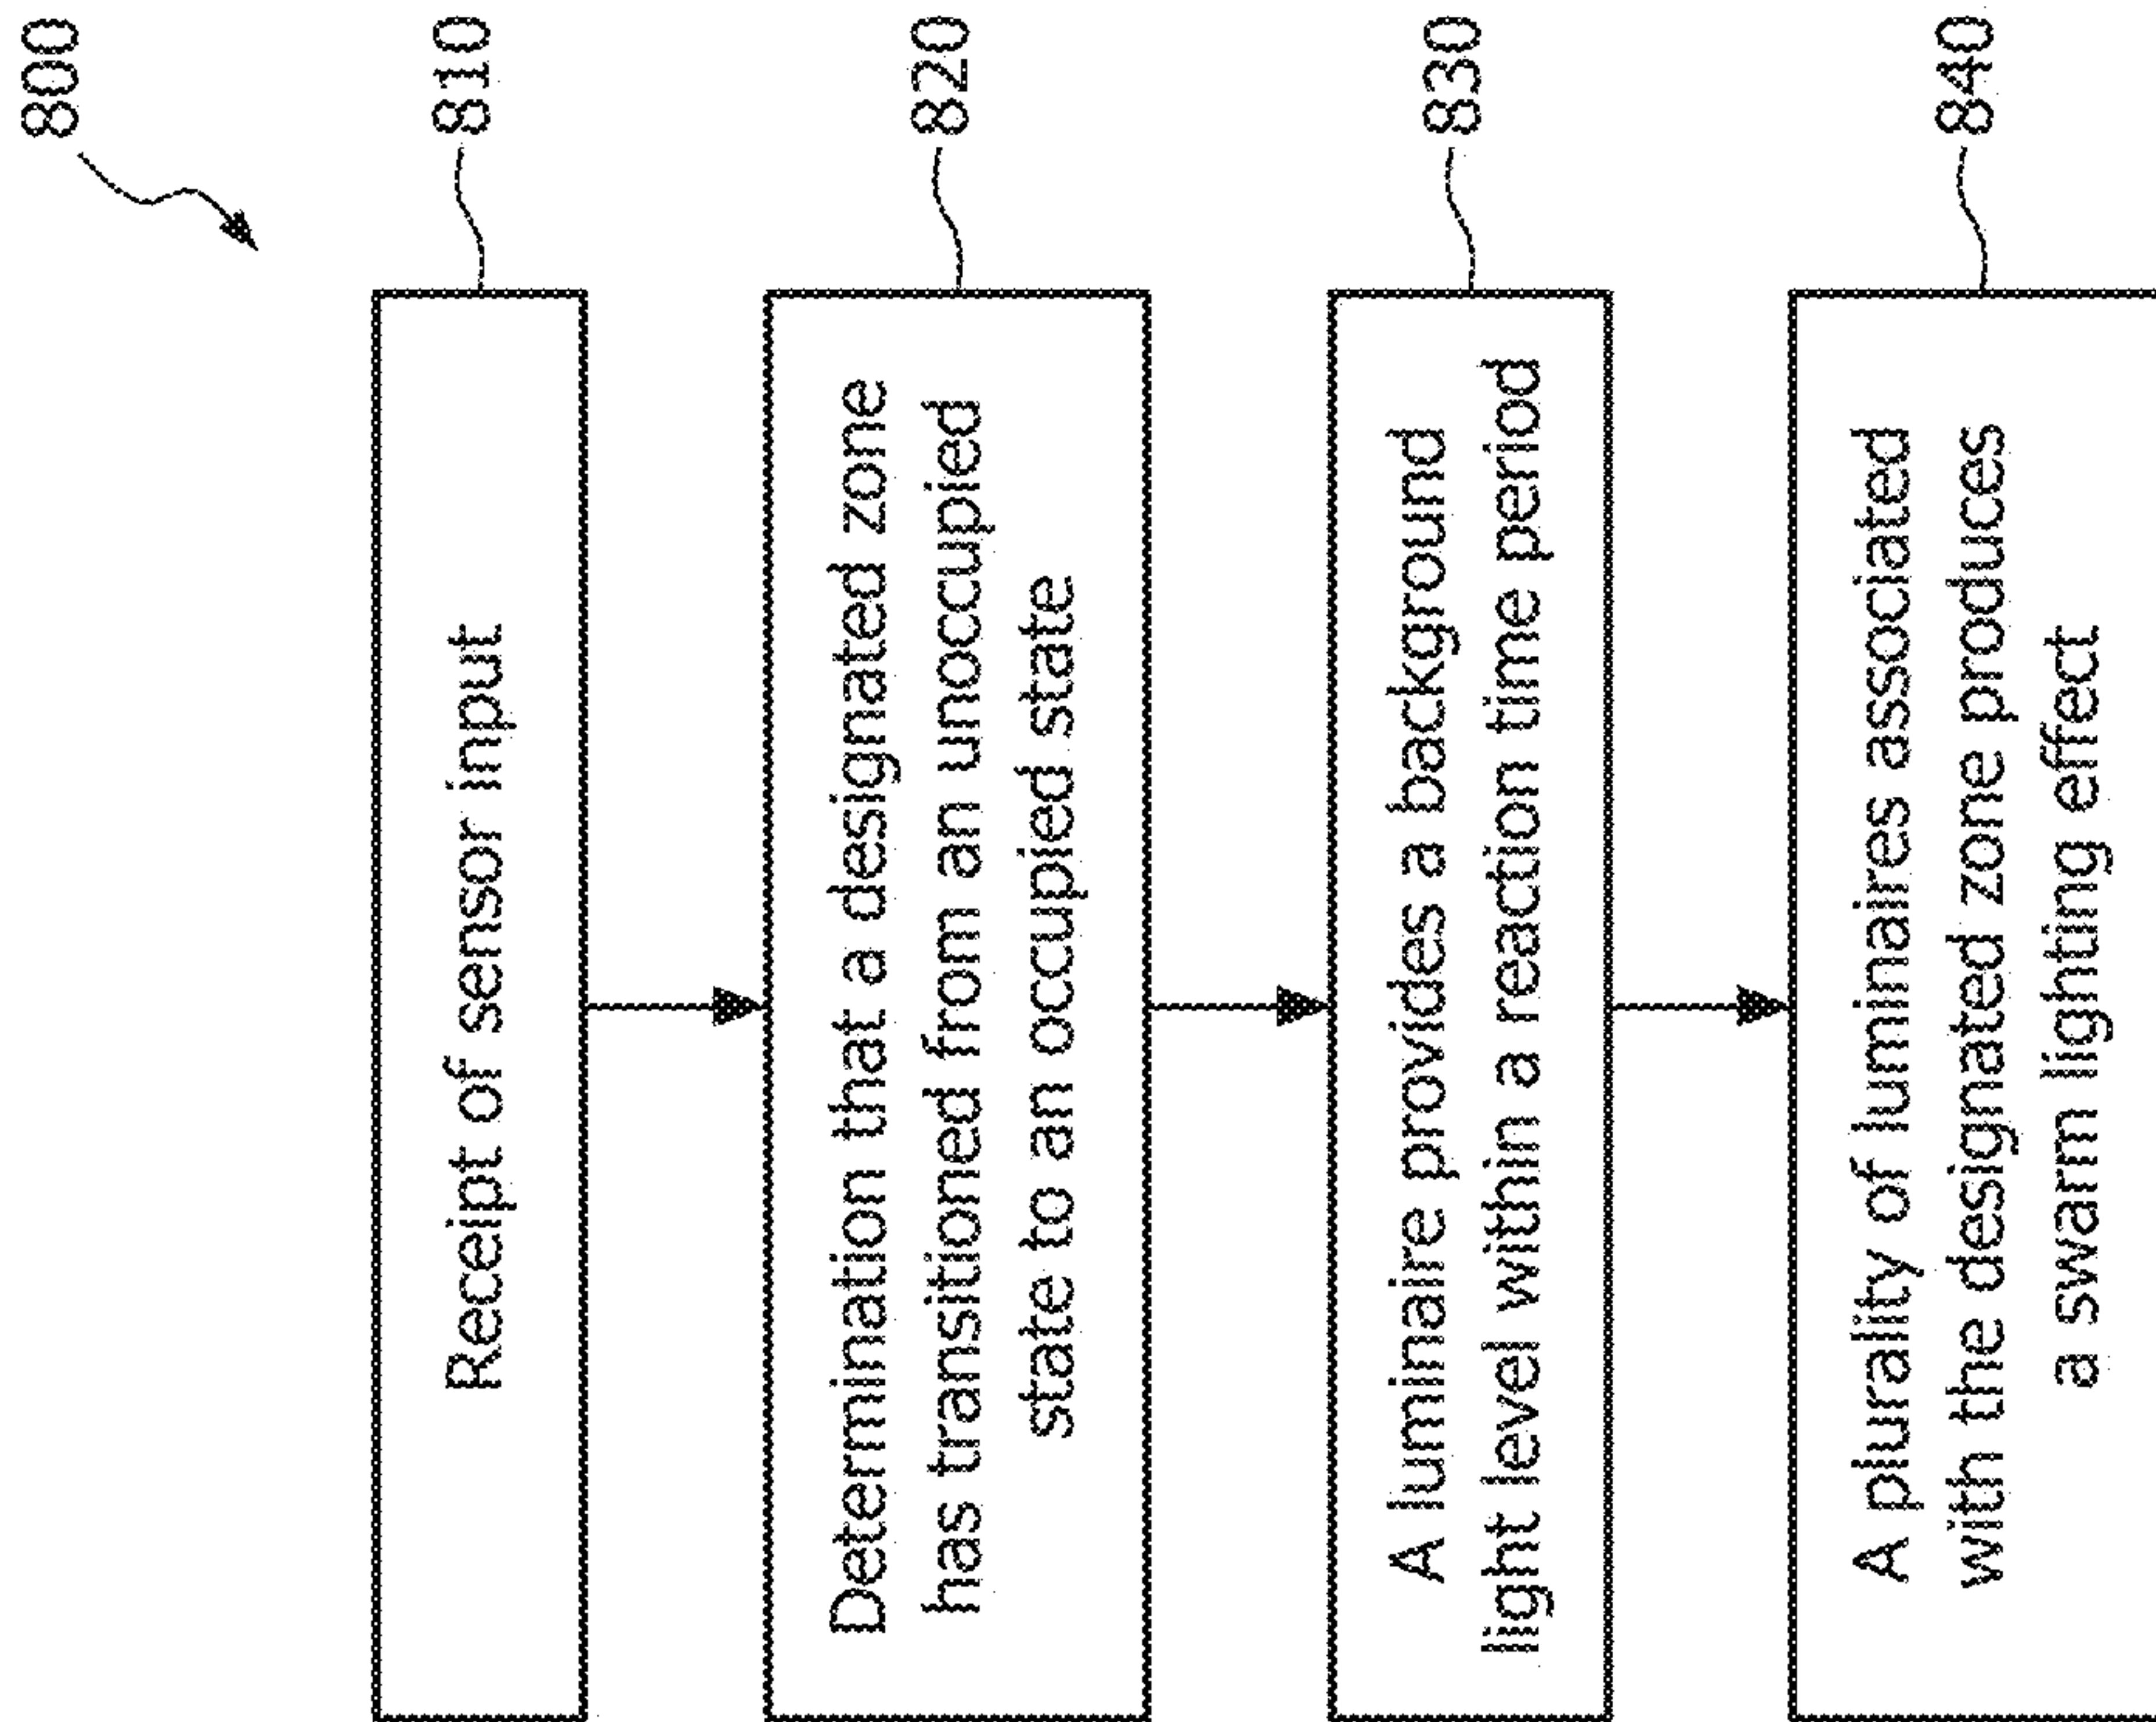 800
Receipt of sensor input
810
Determination that a designated zone
has transitioned from an unoccupied
state to an occupied state
820
A luminaire provides a background
light level within a reaction time period
830
A plurality of luminaires associated
with the designated zone produces
a swarm lighting effect
840